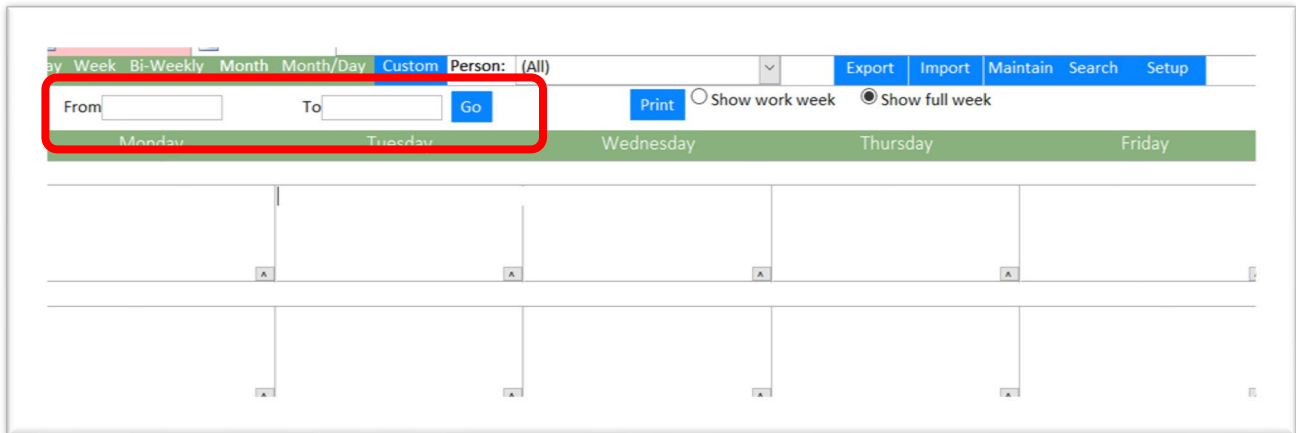 ay Week Bi-Weekly Month Month/Day Custom Person: (All) Export Import Maintain Search Setup
From To Go Print Show work week Show full week
Monday Tuesday Wednesday Thursday Friday